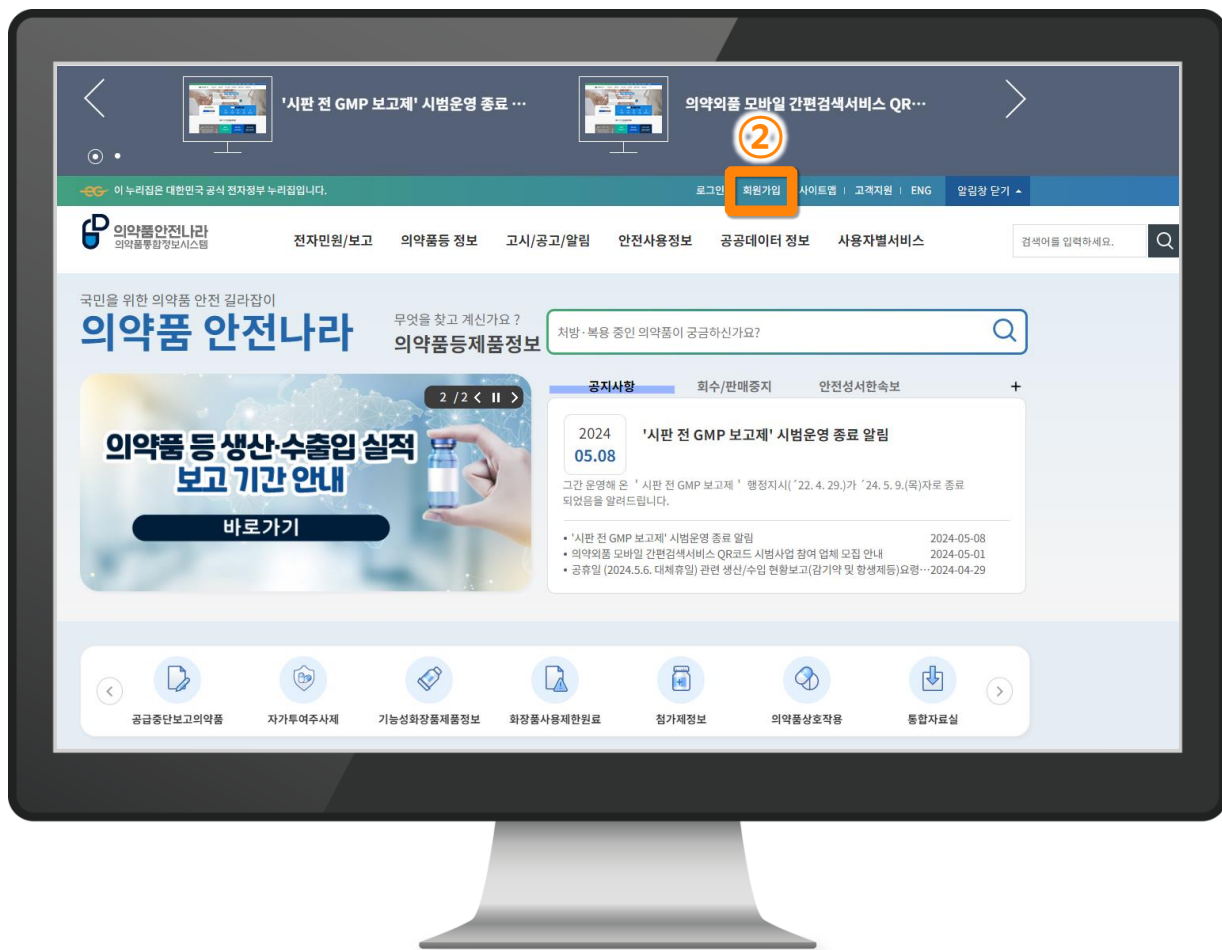 '시판 전 GMP 보고제' 시범운영 종료 …
의약외품 모바일 간편검색서비스 QR…
②
이 누리집은 대한민국 공식 전자정부 누리집입니다.
로그인 회원가입 사이트맵 고객지원 ENG 알림창 닫기
의약품안전나라
의약품통합정보시스템
전자민원/보고 의약품등 정보 고시/공고/알림 안전사용정보 공공데이터 정보 사용자별서비스
검색어를 입력하세요.
국민을 위한 의약품 안전 길라잡이
의약품 안전나라
무엇을 찾고 계신가요 ?
의약품등제품정보
처방·복용 중인 의약품이 궁금하신가요?
2 /2
의약품 등 생산·수출입 실적
보고 기간 안내
바로가기
공지사항 회수/판매중지 안전성서한속보 +
2024
05.08
'시판 전 GMP 보고제' 시범운영 종료 알림
그간 운영해 온 ' 시판 전 GMP 보고제 ' 행정지시(´22. 4. 29.)가 ´24. 5. 9.(목)자로 종료
되었음을 알려드립니다.
• '시판 전 GMP 보고제' 시범운영 종료 알림 2024-05-08
• 의약외품 모바일 간편검색서비스 QR코드 시범사업 참여 업체 모집 안내 2024-05-01
• 공휴일 (2024.5.6. 대체휴일) 관련 생산/수입 현황보고(감기약 및 항생제등)요령…2024-04-29
공급중단보고의약품 자가투여주사제 기능성화장품제품정보 화장품사용제한원료 첨가제정보 의약품상호작용 통합자료실